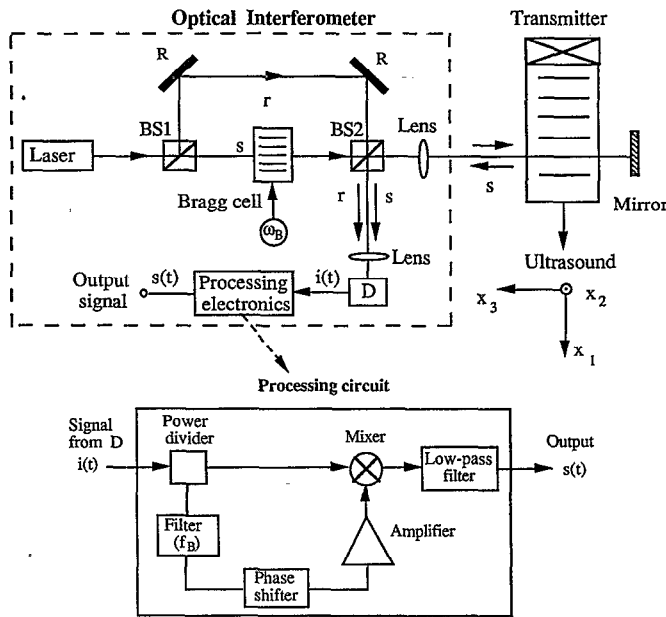 Optical Interferometer
Transmitter
R
R
r
BS1
BS2
Lens
Laser
s
s
Bragg
cell
ω_B
r
s
Mirror
Lens
Ultrasound
Output
signal
s(t)
Processing
electronics
i(t)
D
x_3
x_2
x_1
Processing circuit
Signal
from D
i(t)
Power
divider
Mixer
Low-pass
filter
Output
s(t)
Filter
(f_B)
Amplifier
Phase
shifter